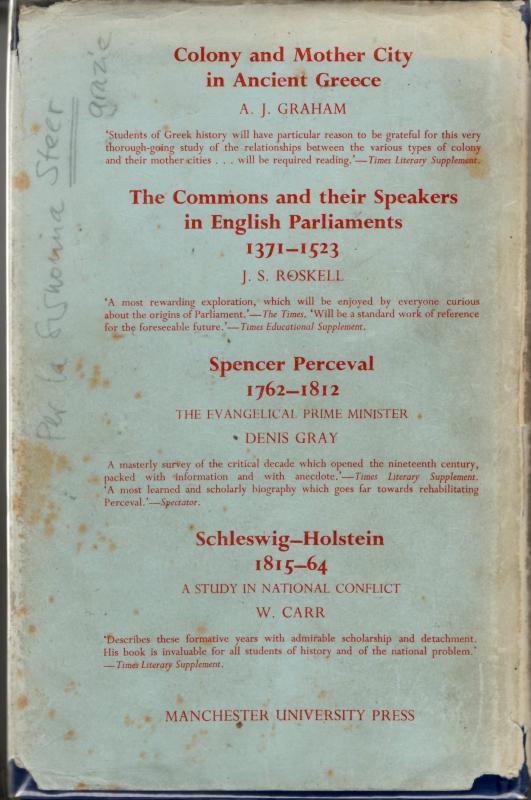 Colony and Mother City
in Ancient Greece
A. J. GRAHAM
'Students of Greek history will have particular reason to be grateful for this very
thorough-going study of the relationships between the various types of colony
and their mother cities . . . will be required reading.'—Times Literary Supplement.
The Commons and their Speakers
in English Parliaments
1371–1523
J. S. ROSKELL
'A most rewarding exploration, which will be enjoyed by everyone curious
about the origins of Parliament.'—The Times. 'Will be a standard work of reference
for the foreseeable future.'—Times Educational Supplement.
Spencer Perceval
1762–1812
THE EVANGELICAL PRIME MINISTER
DENIS GRAY
A masterly survey of the critical decade which opened the nineteenth century,
packed with information and with anecdote.'—Times Literary Supplement.
'A most learned and scholarly biography which goes far towards rehabilitating
Perceval.'—Spectator.
Schleswig–Holstein
1815–64
A STUDY IN NATIONAL CONFLICT
W. CARR
'Describes these formative years with admirable scholarship and detachment.
His book is invaluable for all students of history and of the national problem.'
—Times Literary Supplement.
MANCHESTER UNIVERSITY PRESS
Per la Steer
grazie